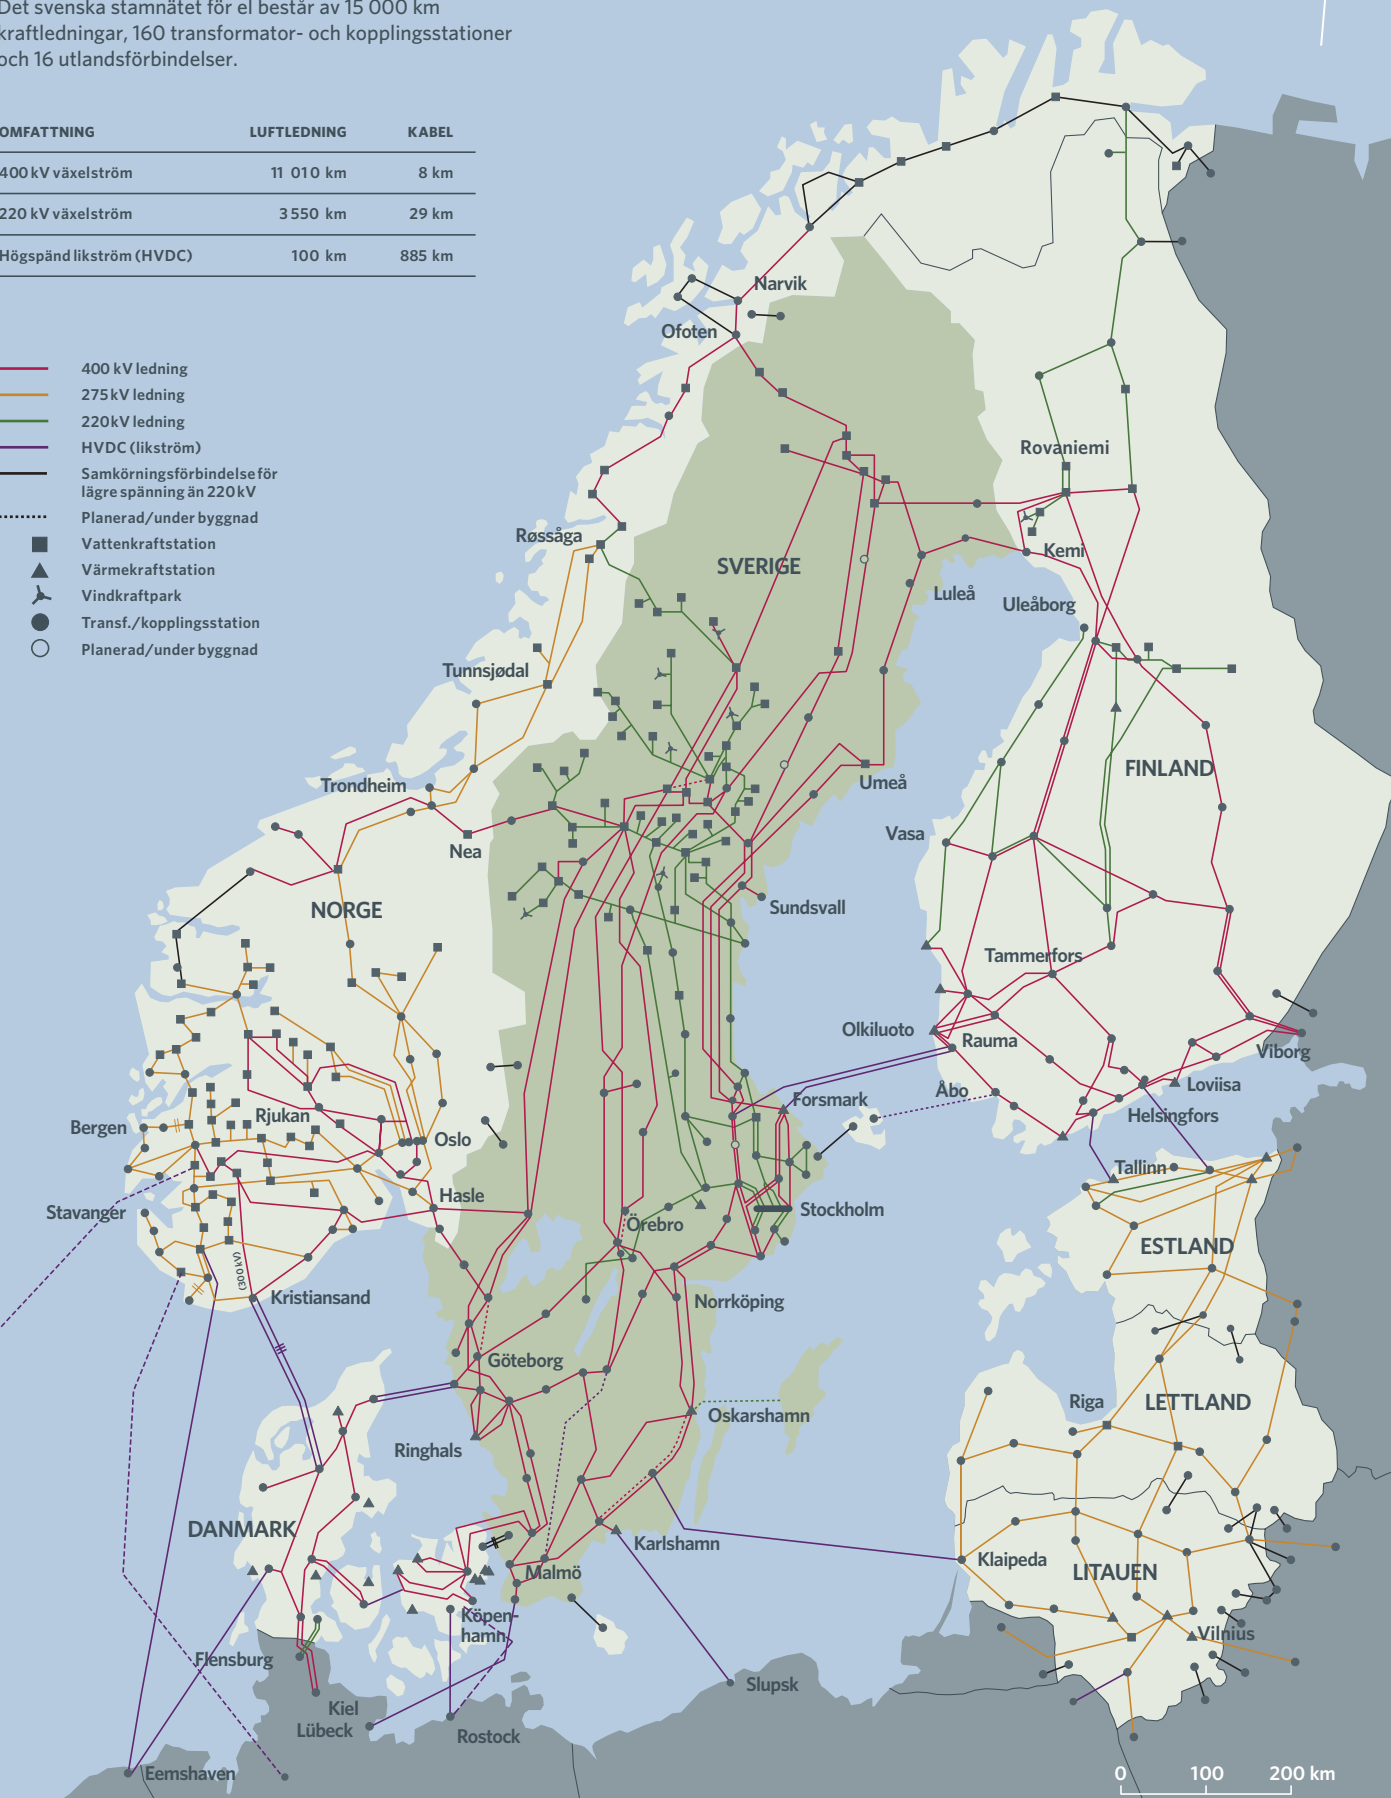 Det svenska stamnätet för el består av 15 000 km
kraftledningar, 160 transformator- och kopplingsstationer
och 16 utlandsförbindelser.
OMFATTNING LUFTLEDNING KABEL
400 kV växelström 11 010 km 8 km
220 kV växelström 3 550 km 29 km
Högspänd likström (HVDC) 100 km 885 km
400 kV ledning
275 kV ledning
220 kV ledning
HVDC (likström)
Samkörningsförbindelse för
lägre spänning än 220 kV
Planerad/under byggnad
Vattenkraftstation
Värmekraftstation
Vindkraftpark
Transf./kopplingsstation
Planerad/under byggnad
Narvik
Ofoten
Rovaniemi
Røssåga
Kemi
SVERIGE
Luleå
Uleåborg
Tunnsjødal
FINLAND
Umeå
Trondheim
Vasa
Nea
Sundsvall
NORGE
Tammerfors
Olkiluoto
Rauma
Viborg
Loviisa
Åbo
Forsmark
Helsingfors
Rjukan
Bergen
Oslo
Tallinn
Hasle
Stavanger
Stockholm
Örebro
ESTLAND
(300 kV)
Kristiansand
Norrköping
Göteborg
Riga
LETTLAND
Oskarshamn
Ringhals
DANMARK
Karlshamn
Klaipeda
Malmö
LITAUEN
Köpen-
hamn
Vilnius
Flensburg
Slupsk
Kiel
Lübeck
Rostock
Eemshaven
0 100 200 km